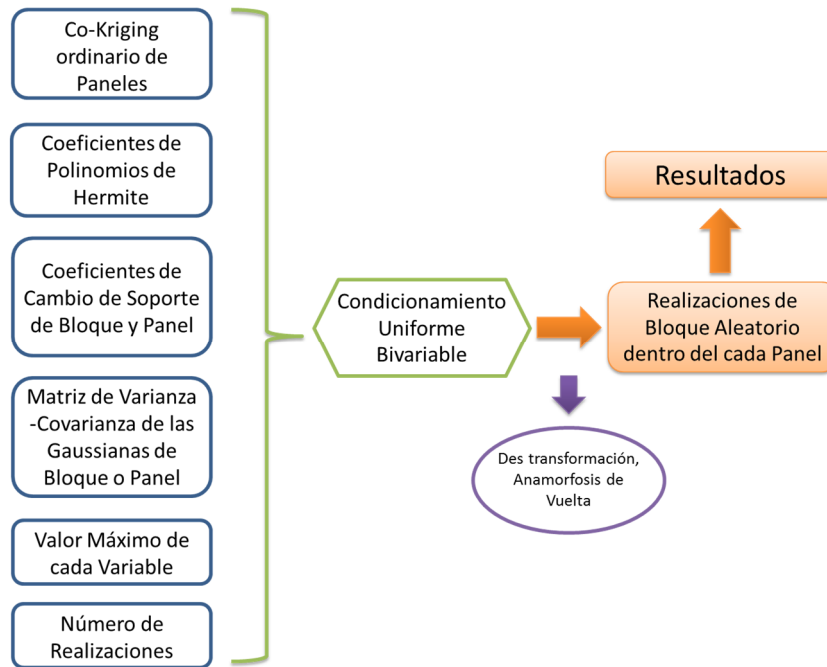 Co-Kriging
ordinario de
Paneles
Coeficientes de
Polinomios de
Hermite
Coeficientes de
Cambio de Soporte
de Bloque y Panel
Matriz de Varianza
-Covarianza de las
Gaussianas de
Bloque o Panel
Valor Máximo de
cada Variable
Número de
Realizaciones
Condicionamiento
Uniforme
Bivariable
Resultados
Realizaciones de
Bloque Aleatorio
dentro del cada Panel
Des transformación,
Anamorfosis de
Vuelta